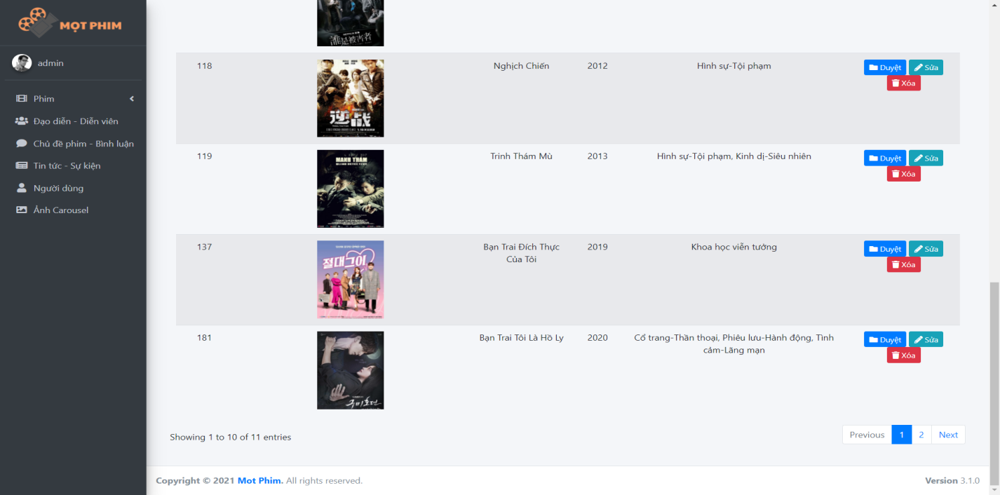 MỌT PHIM
admin
Phim
Đạo diễn - Diễn viên
Chủ đề phim - Bình luận
Tin tức - Sự kiện
Người dùng
Ảnh Carousel
誰是被害者
118
逆战
Nghịch Chiến
2012
Hình sự-Tội phạm
Duyệt
Sửa
Xóa
119
MANH THÁM
BLIND DETECTIVE
Trinh Thám Mù
2013
Hình sự-Tội phạm, Kinh dị-Siêu nhiên
Duyệt
Sửa
Xóa
137
절대그이
Bạn Trai Đích Thực
Của Tôi
2019
Khoa học viễn tưởng
Duyệt
Sửa
Xóa
181
구미호뎐
Bạn Trai Tôi Là Hồ Ly
2020
Cổ trang-Thần thoại, Phiêu lưu-Hành động, Tình
cảm-Lãng mạn
Duyệt
Sửa
Xóa
Showing 1 to 10 of 11 entries
Previous
1
2
Next
Copyright © 2021 Mot Phim. All rights reserved.
Version 3.1.0